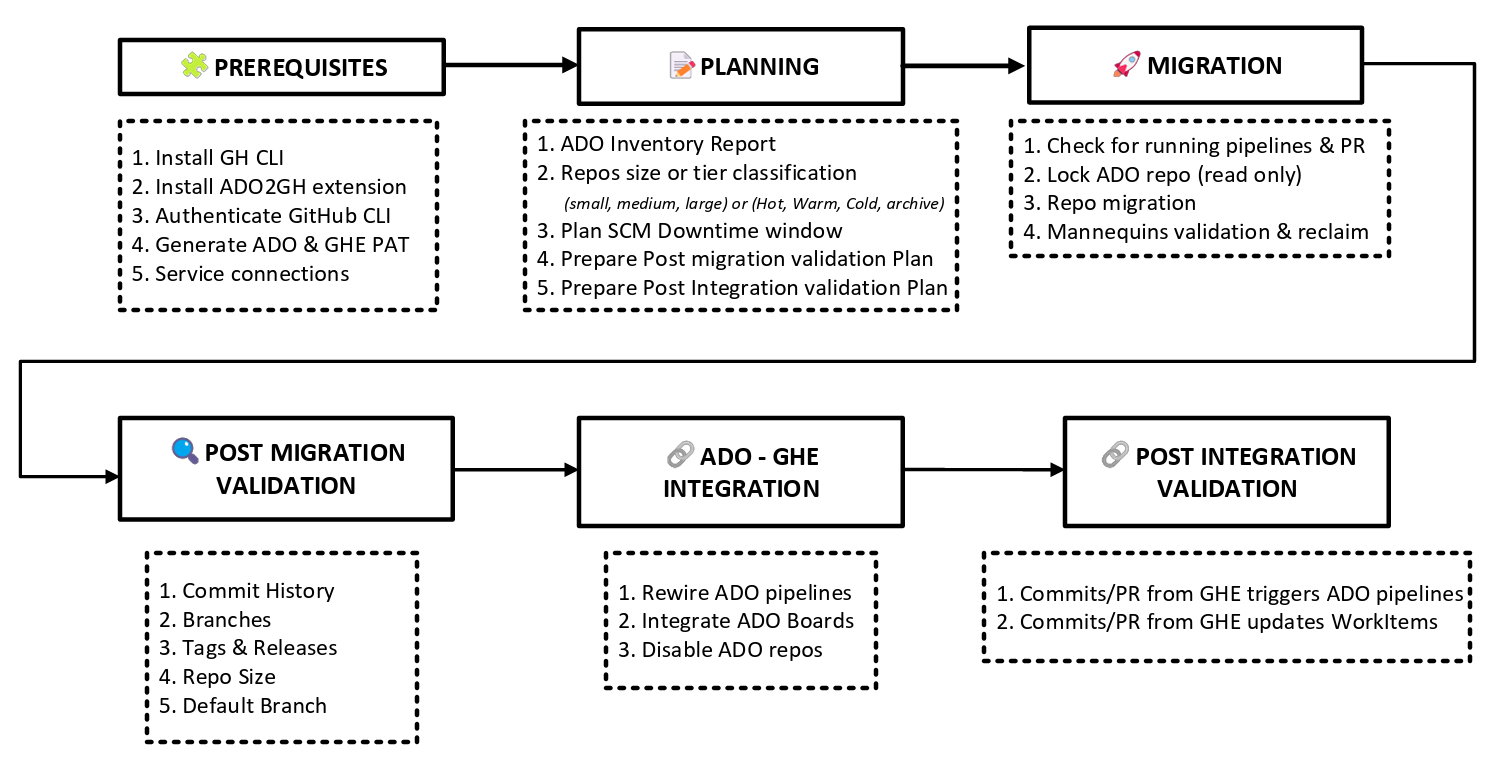 PREREQUISITES
1. Install GH CLI
2. Install ADO2GH extension
3. Authenticate GitHub CLI
4. Generate ADO & GHE PAT
5. Service connections
PLANNING
1. ADO Inventory Report
2. Repos size or tier classification
(small, medium, large) or (Hot, Warm, Cold, archive)
3. Plan SCM Downtime window
4. Prepare Post migration validation Plan
5. Prepare Post Integration validation Plan
MIGRATION
1. Check for running pipelines & PR
2. Lock ADO repo (read only)
3. Repo migration
4. Mannequins validation & reclaim
POST MIGRATION
VALIDATION
1. Commit History
2. Branches
3. Tags & Releases
4. Repo Size
5. Default Branch
ADO - GHE
INTEGRATION
1. Rewire ADO pipelines
2. Integrate ADO Boards
3. Disable ADO repos
POST INTEGRATION
VALIDATION
1. Commits/PR from GHE triggers ADO pipelines
2. Commits/PR from GHE updates WorkItems